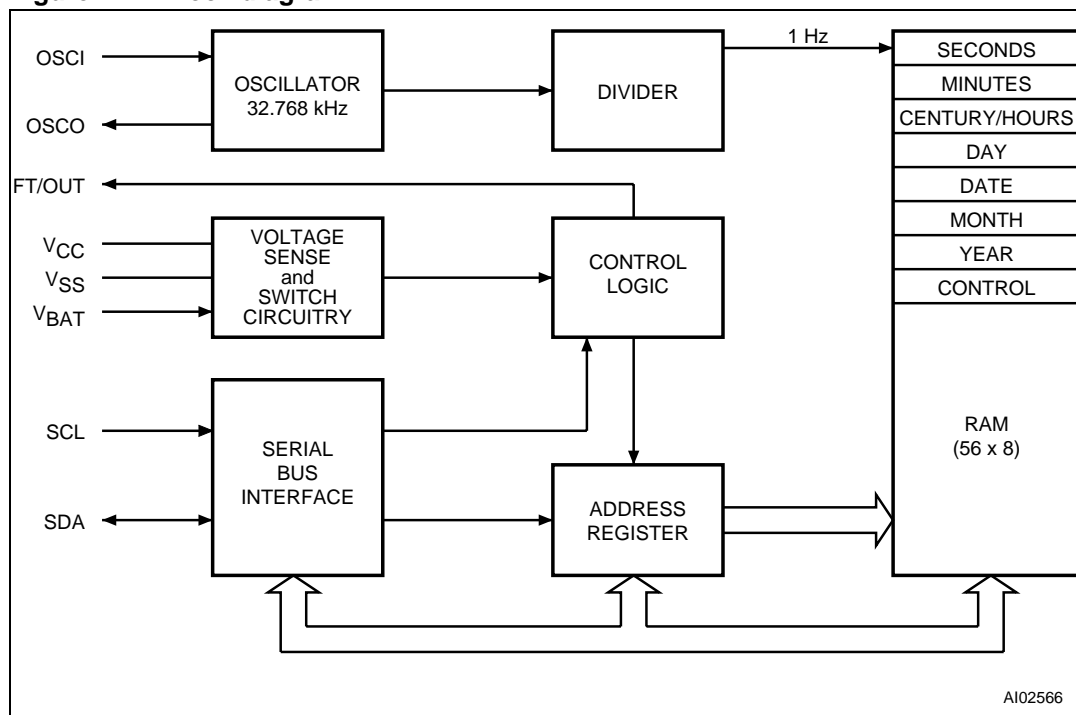 OSCI
OSCO
FT/OUT
VCC
VSS
VBAT
SCL
SDA
OSCILLATOR
32.768 kHz
DIVIDER
1 Hz
VOLTAGE
SENSE
and
SWITCH
CIRCUITRY
CONTROL
LOGIC
SERIAL
BUS
INTERFACE
ADDRESS
REGISTER
SECONDS
MINUTES
CENTURY/HOURS
DAY
DATE
MONTH
YEAR
CONTROL
RAM
(56 x 8)
AI02566